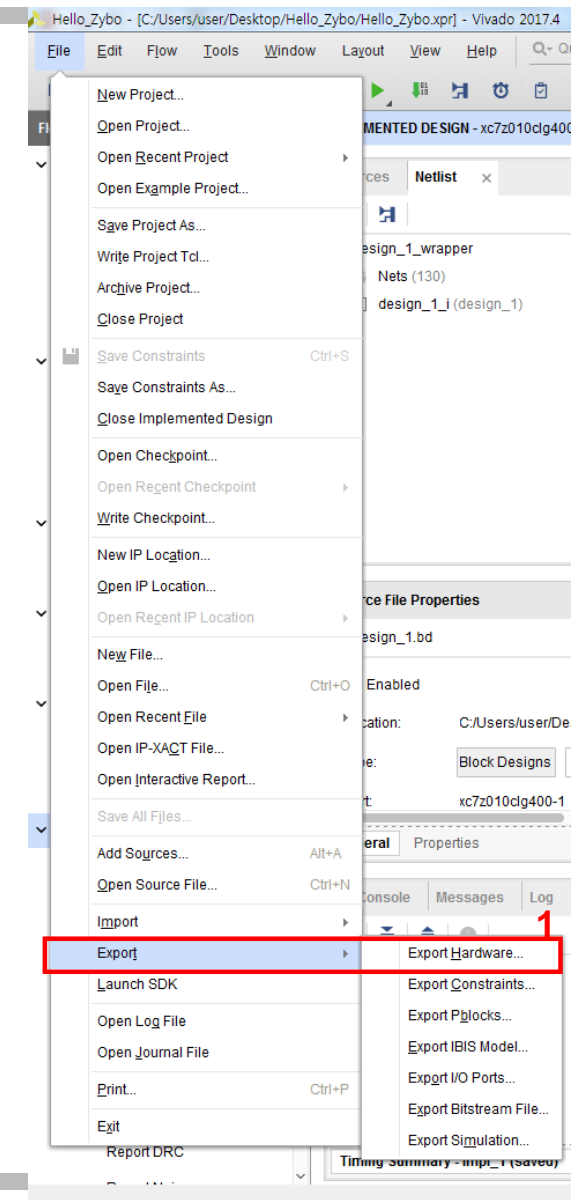 Hello_Zybo - [C:/Users/user/Desktop/Hello_Zybo/Hello_Zybo.xpr] - Vivado 2017.4
File Edit Flow Tools Window Layout View Help
New Project...
Open Project...
MENTED DESIGN - xc7z010clg400
Open Recent Project
Open Example Project...
Netlist
Save Project As...
Write Project Tcl...
Nets (130)
Archive Project...
design_1_i (design_1)
Close Project
Save Constraints Ctrl+S
Save Constraints As...
Close Implemented Design
Open Checkpoint...
Open Recent Checkpoint
Write Checkpoint...
New IP Location...
Open IP Location...
rce File Properties
Open Recent IP Location
esign_1.bd
New File...
Open File... Ctrl+O
Enabled
Open Recent File
cation: C:/Users/user/De
Open IP-XACT File...
Block Designs
Open Interactive Report...
xc7z010clg400-1
Save All Files...
Add Sources... Alt+A
eral Properties
Open Source File... Ctrl+N
Console Messages Log
Import
1
Export
Export Hardware...
Launch SDK
Export Constraints...
Open Log File
Export Pblocks...
Open Journal File
Export IBIS Model...
Print... Ctrl+P
Export I/O Ports...
Export Bitstream File...
Exit
Export Simulation...
Report DRC
Timing Summary - impl_1 (saved)